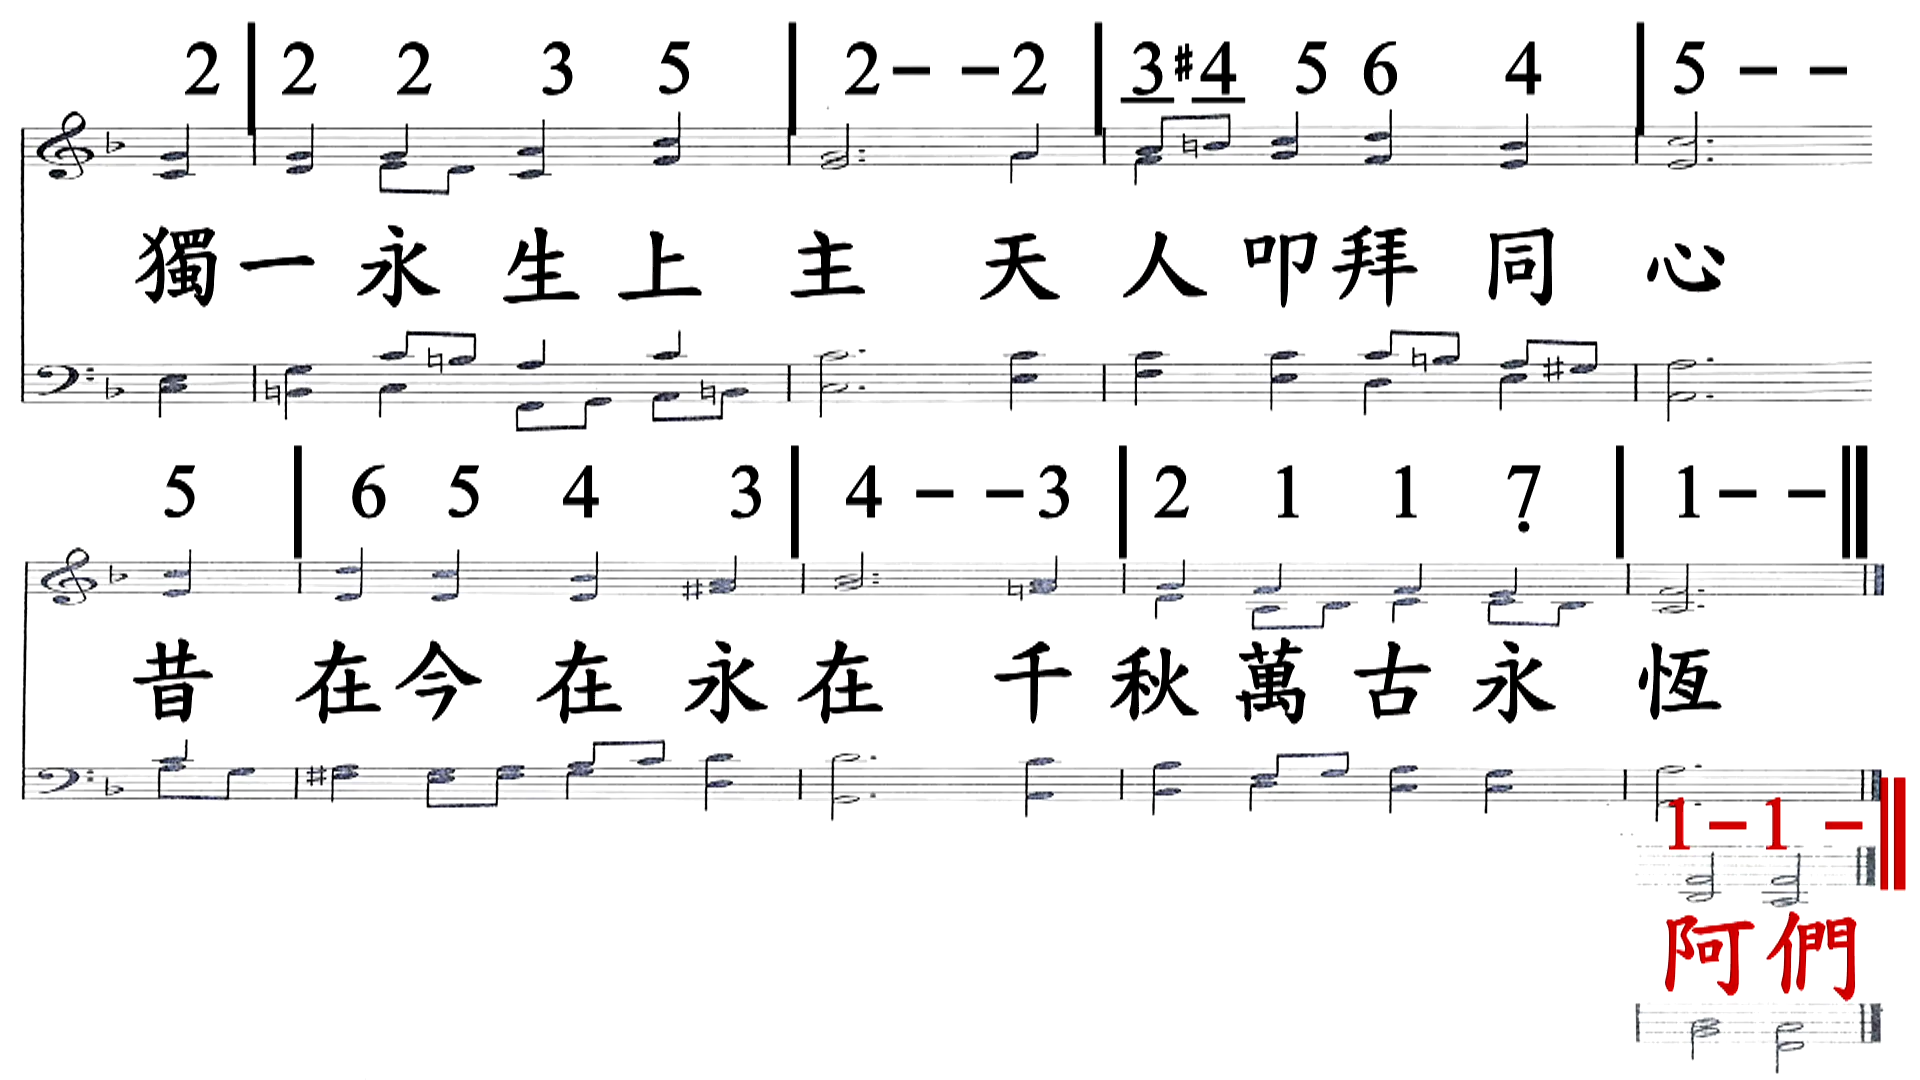 2 | 2 2 3 5 | 2 – – 2 | 3 #4 5 6 4 | 5 – –
獨一永生上主天人叩拜同心
5 | 6 5 4 3 | 4 – – 3 | 2 1 1 7̣ | 1 – – ‖
昔在今在永在千秋萬古永恆
1 – 1 – ‖
阿們